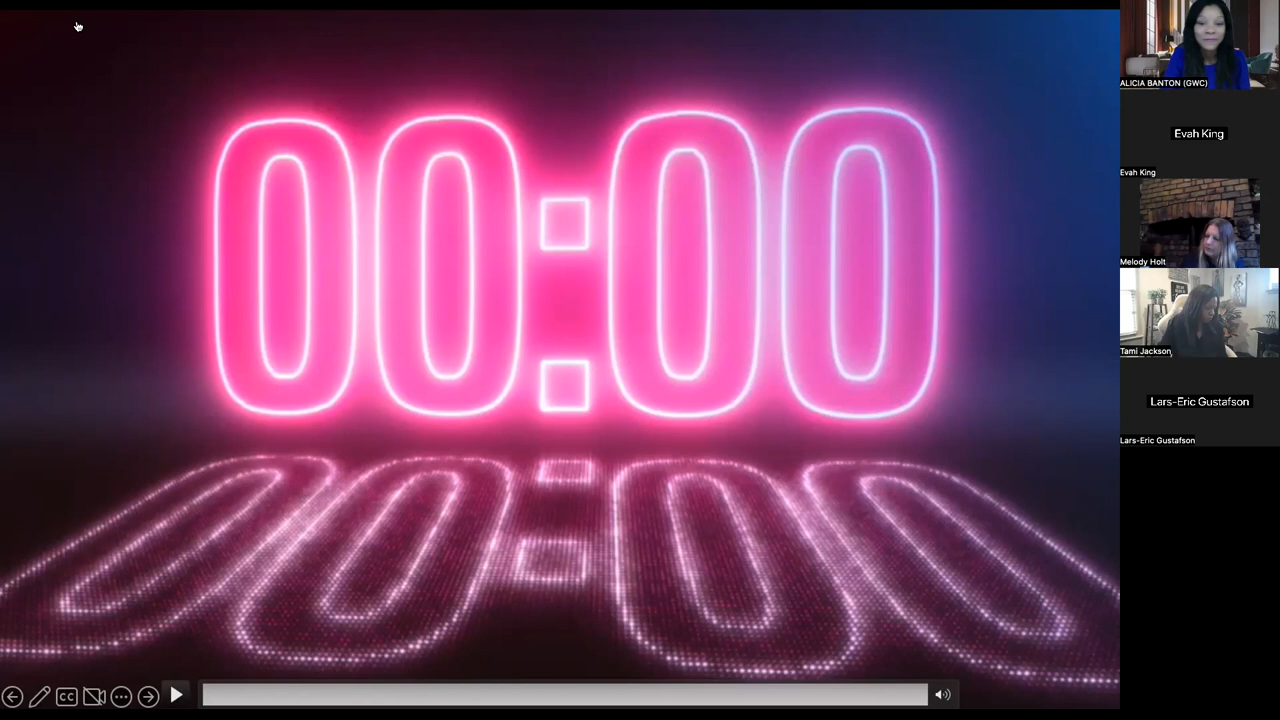 00:00
ALICIA BANTON (GWC)
Evah King
Evah King
Melody Holt
Tami Jackson
Lars-Eric Gustafson
Lars-Eric Gustafson
CC